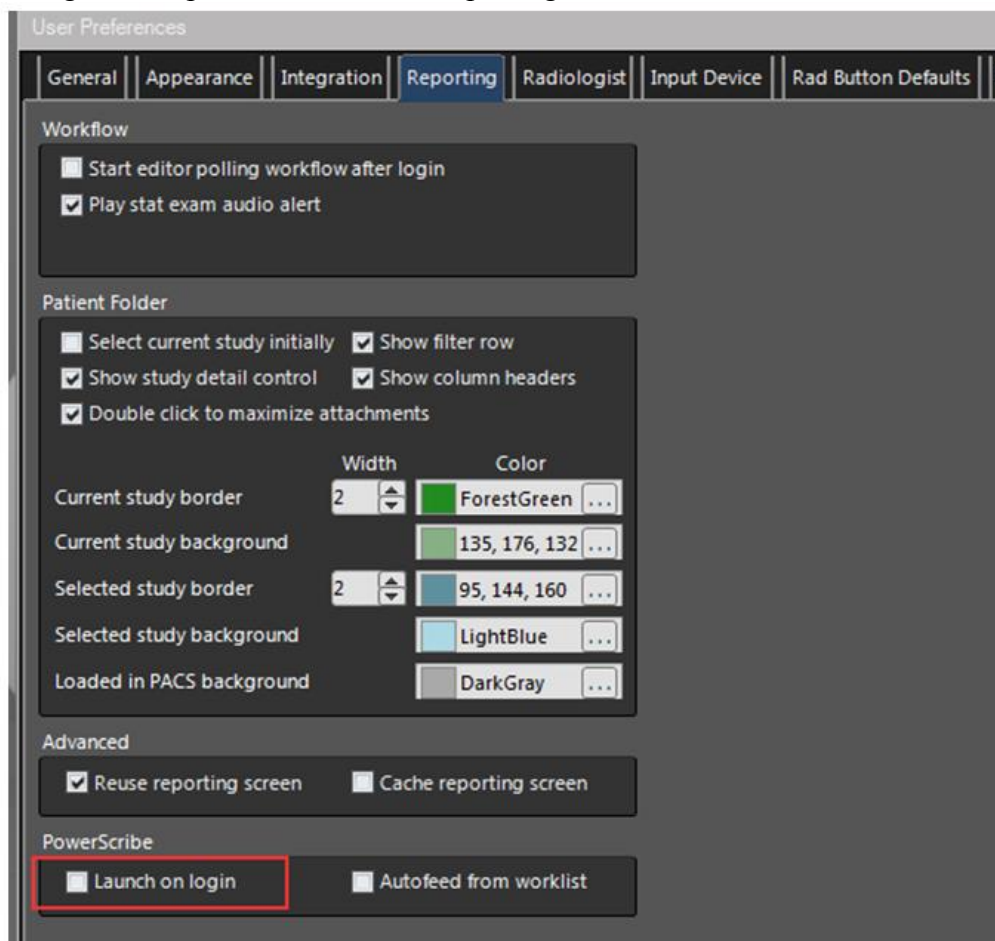 User Preferences
General Appearance Integration Reporting Radiologist Input Device Rad Button Defaults
Workflow
Start editor polling workflow after login
Play stat exam audio alert
Patient Folder
Select current study initially Show filter row
Show study detail control Show column headers
Double click to maximize attachments
Width Color
Current study border 2 ForestGreen ...
Current study background 135, 176, 132 ...
Selected study border 2 95, 144, 160 ...
Selected study background LightBlue ...
Loaded in PACS background DarkGray ...
Advanced
Reuse reporting screen Cache reporting screen
PowerScribe
Launch on login Autofeed from worklist